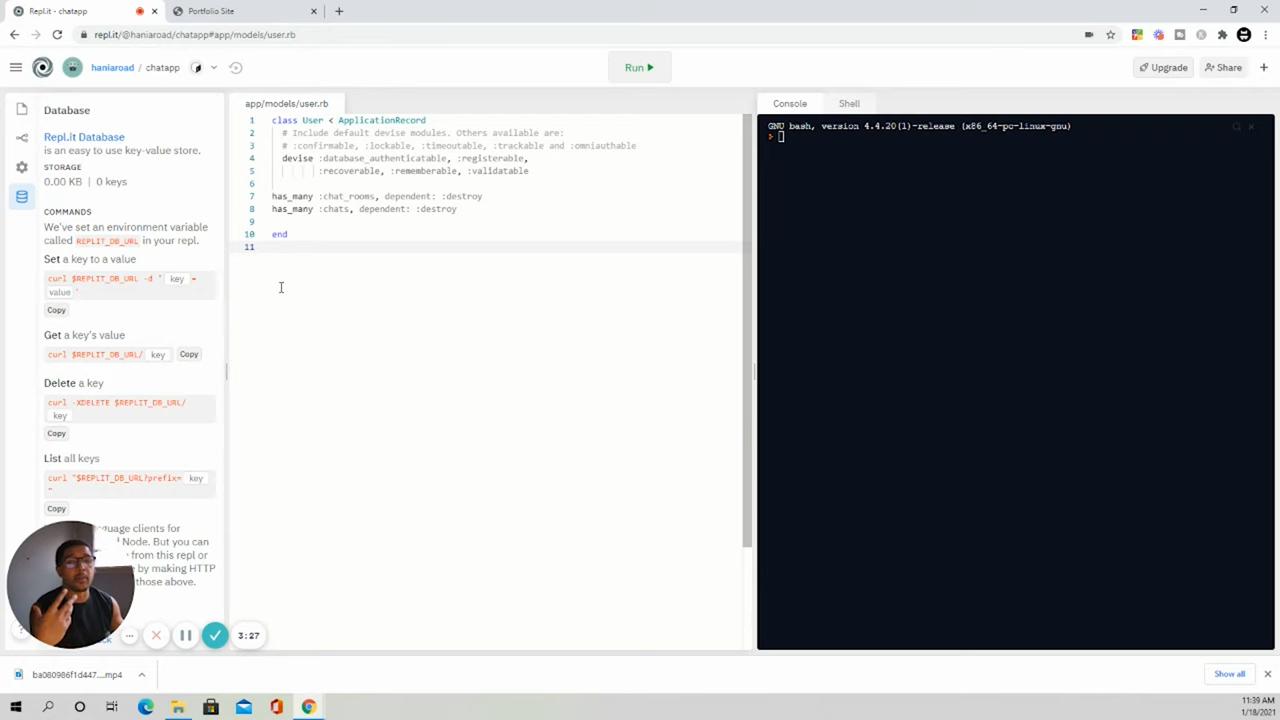 Repl.it - chatapp
Portfolio Site
repl.it/@haniaroad/chatapp#app/models/user.rb
haniaroad / chatapp
Run
Upgrade
Share
Database
Repl.it Database
is an easy to use key-value store.
STORAGE
0.00 KB | 0 keys
COMMANDS
We've set an environment variable
called REPLIT_DB_URL in your repl.
Set a key to a value
curl $REPLIT_DB_URL -d ' key =
value '
Copy
Get a key's value
curl $REPLIT_DB_URL/ key Copy
Delete a key
curl -XDELETE $REPLIT_DB_URL/
key
Copy
List all keys
curl "$REPLIT_DB_URL?prefix= key
"
Copy
guage clients for
Node. But you can
from this repl or
e by making HTTP
those above.
app/models/user.rb
1 class User < ApplicationRecord
2 # Include default devise modules. Others available are:
3 # :confirmable, :lockable, :timeoutable, :trackable and :omniauthable
4 devise :database_authenticatable, :registerable,
5 :recoverable, :rememberable, :validatable
6
7 has_many :chat_rooms, dependent: :destroy
8 has_many :chats, dependent: :destroy
9
10 end
11
Console Shell
GNU bash, version 4.4.20(1)-release (x86_64-pc-linux-gnu)
3:27
ba080986f1d447....mp4
Show all
11:39 AM
1/18/2021